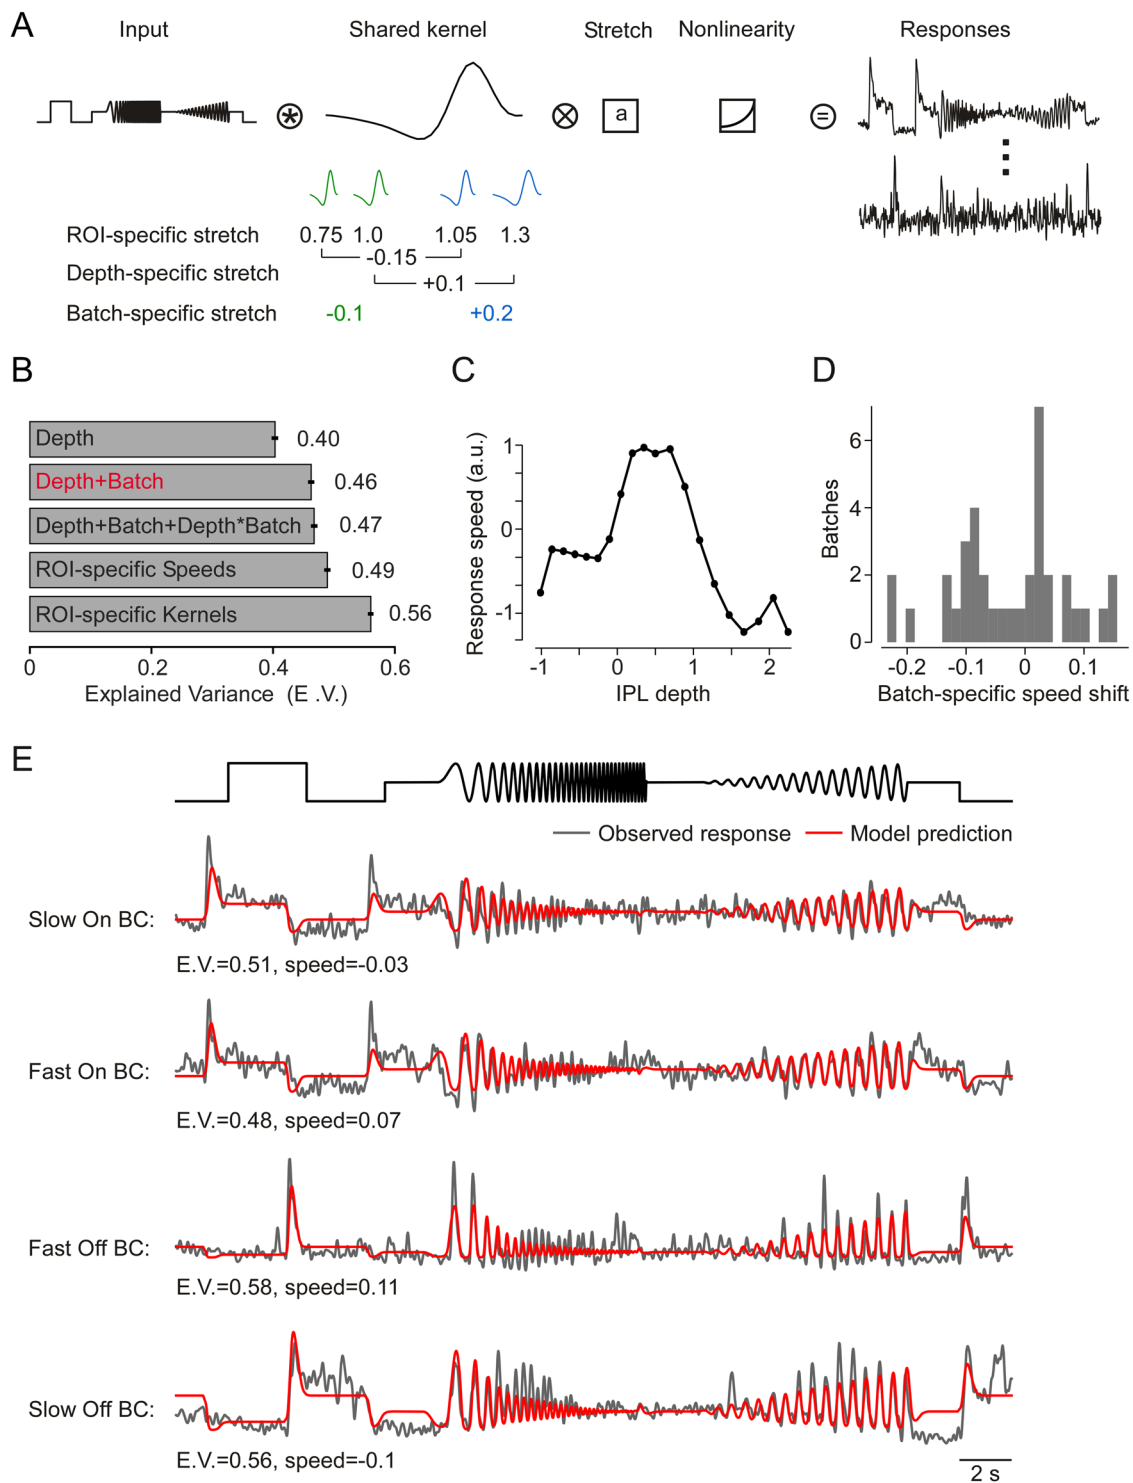 A
Input
Shared kernel
Stretch
Nonlinearity
Responses
*
a
=
ROI-specific stretch 0.75 1.0 1.05 1.3
-0.15
Depth-specific stretch
+0.1
Batch-specific stretch -0.1 +0.2
B
Depth 0.40
Depth+Batch 0.46
Depth+Batch+Depth*Batch 0.47
ROI-specific Speeds 0.49
ROI-specific Kernels 0.56
0 0.2 0.4 0.6
Explained Variance (E .V.)
C
Response speed (a.u.)
1
0
-1
-1 0 1 2
IPL depth
D
Batches
6
4
2
0
-0.2 -0.1 0 0.1
Batch-specific speed shift
E
Observed response
Model prediction
Slow On BC:
E.V.=0.51, speed=-0.03
Fast On BC:
E.V.=0.48, speed=0.07
Fast Off BC:
E.V.=0.58, speed=0.11
Slow Off BC:
E.V.=0.56, speed=-0.1
2 s